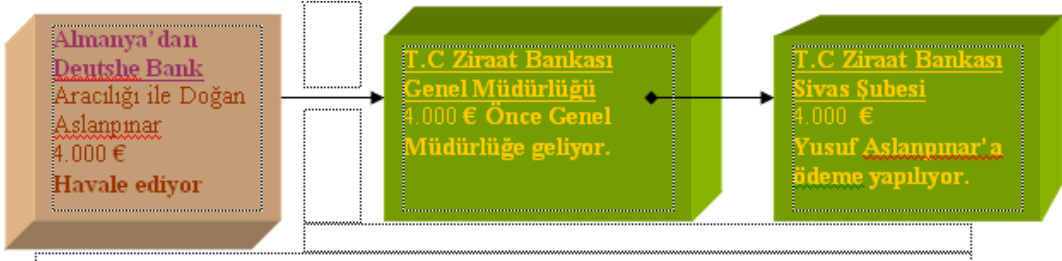 Almanya'dan
Deutshe Bank
Aracılığı ile Doğan
Aslanpınar
4.000 €
Havale ediyor
T.C Ziraat Bankası
Genel Müdürlüğü
4.000 € Önce Genel
Müdürlüğe geliyor.
T.C Ziraat Bankası
Sivas Şubesi
4.000 €
Yusuf Aslanpınar'a
ödeme yapılıyor.